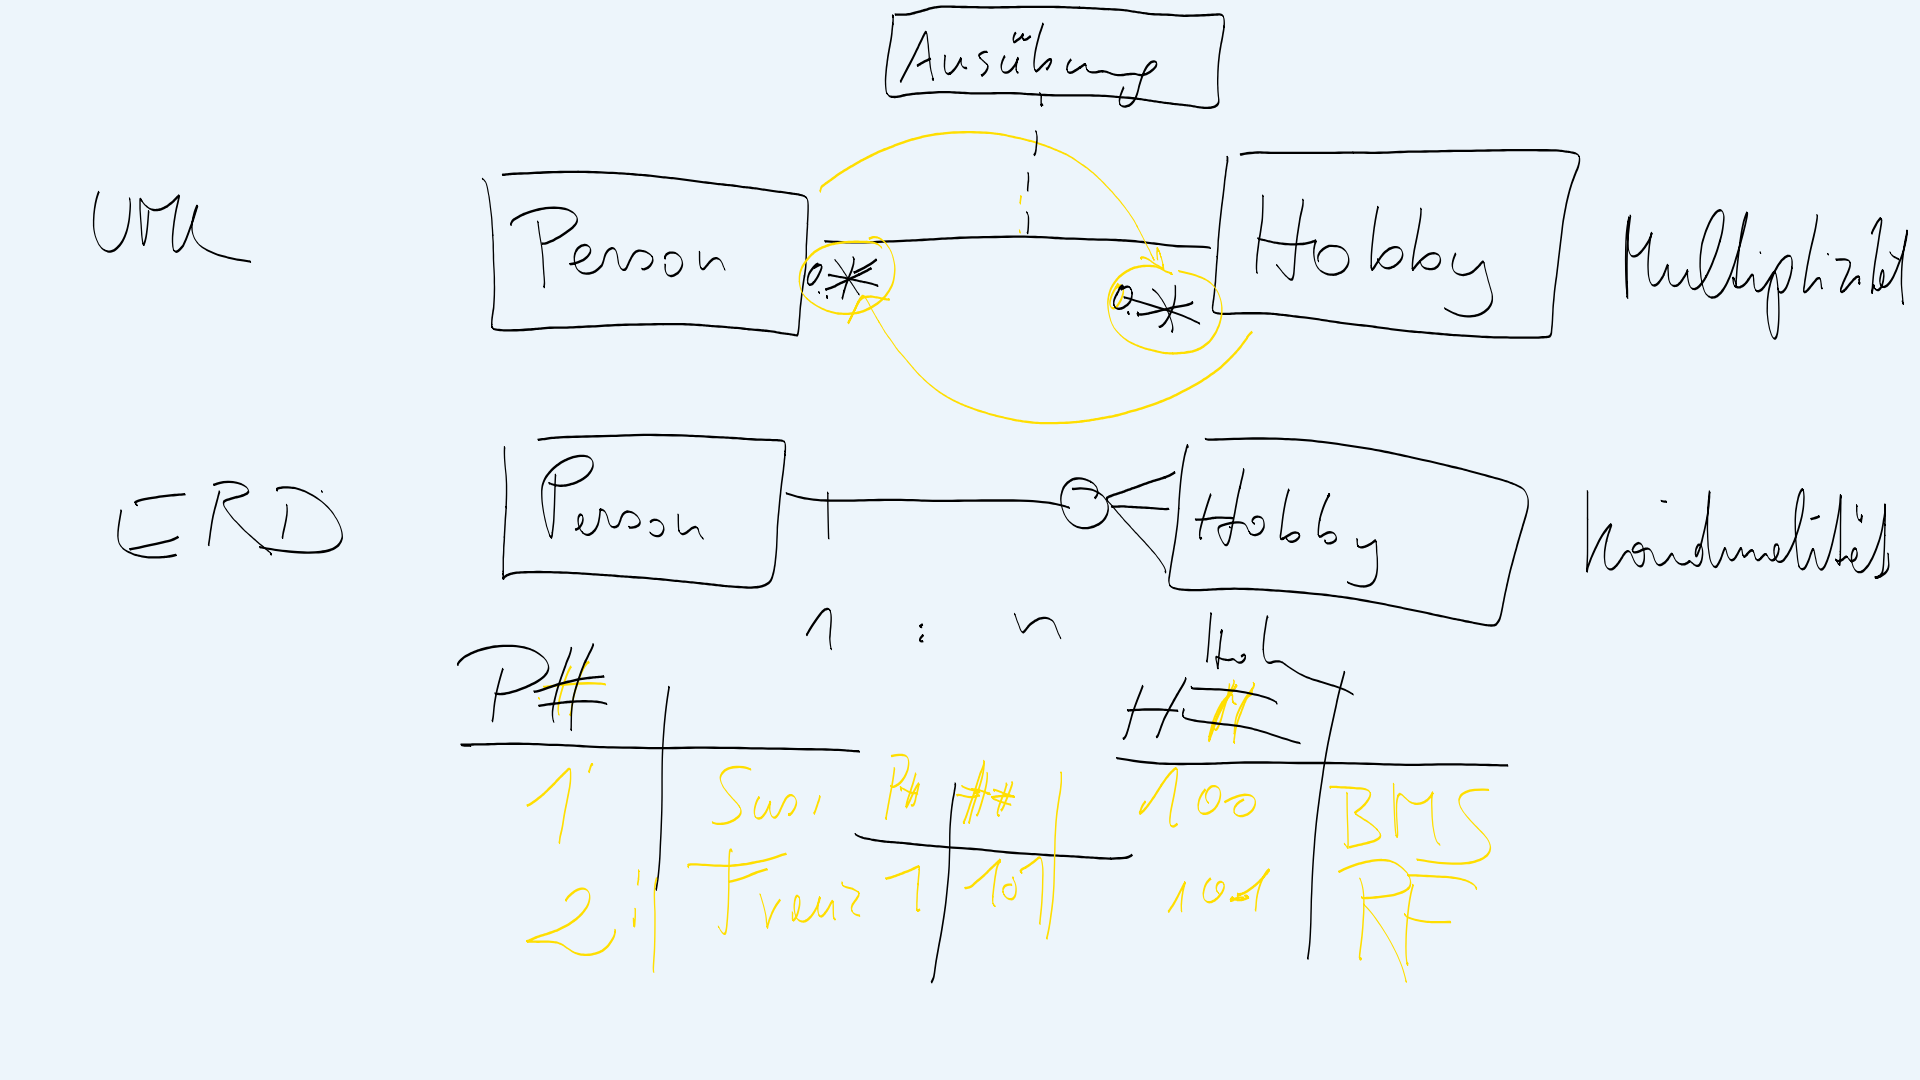 Ausübung
UML Person 0..* 0..* Hobby Multiplizität
ERD Person Hobby Kardinalität
1 : n
Hob
P# H#
1 Susi P# H# 100 BMS
2 Franz 1 101 101 RF